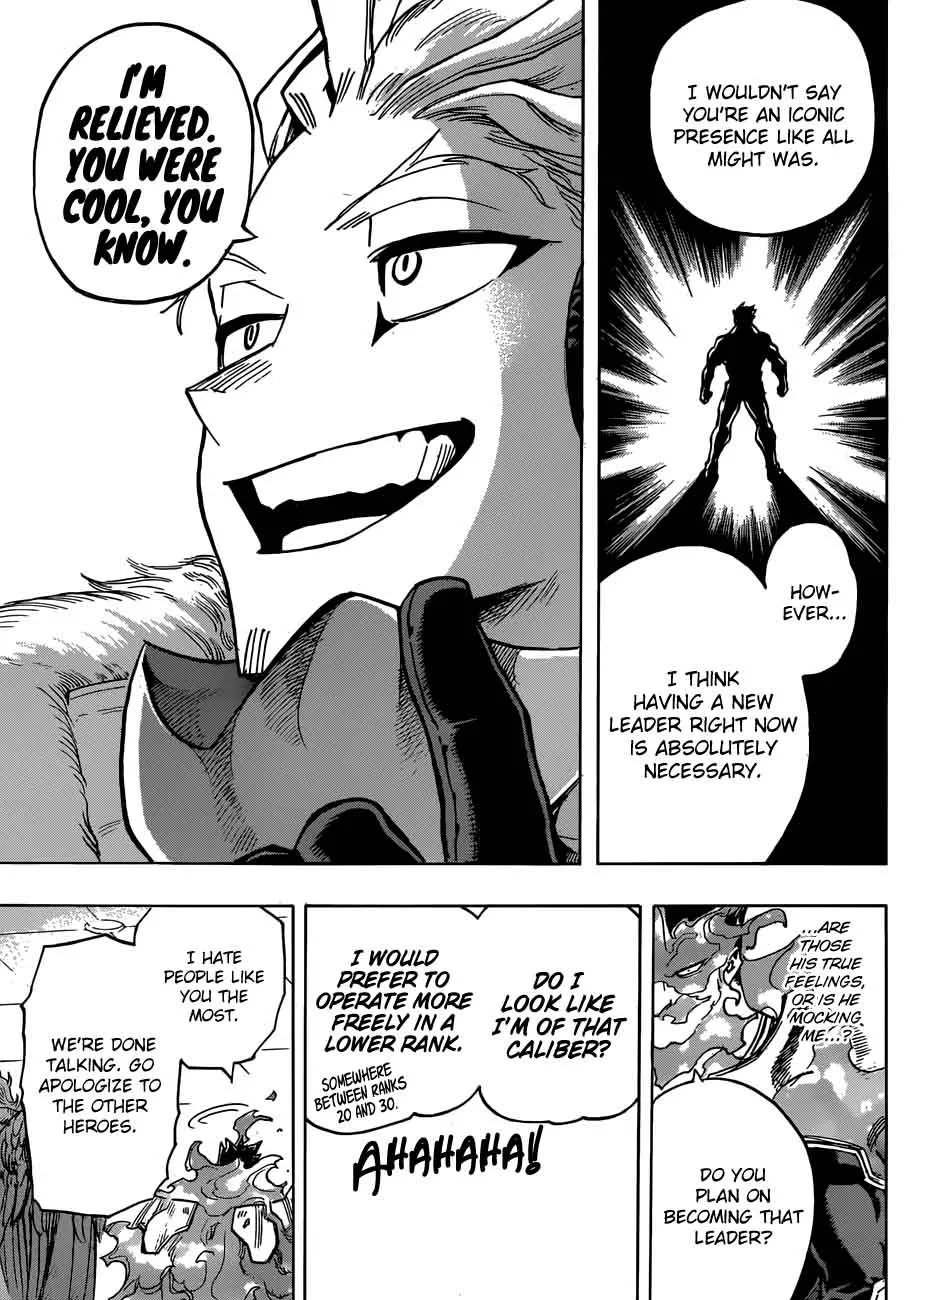 I WOULDN'T SAY
YOU'RE AN ICONIC
PRESENCE LIKE ALL
MIGHT WAS.
HOW-
EVER...
I THINK
HAVING A NEW
LEADER RIGHT NOW
IS ABSOLUTELY
NECESSARY.
I'M
RELIEVED.
YOU WERE
COOL, YOU
KNOW.
...ARE
THOSE
HIS TRUE
FEELINGS,
OR IS HE
MOCKING
ME...?
DO YOU
PLAN ON
BECOMING THAT
LEADER?
DO I
LOOK LIKE
I'M OF THAT
CALIBER?
I WOULD
PREFER TO
OPERATE MORE
FREELY IN A
LOWER RANK.
SOMEWHERE
BETWEEN RANKS
20 AND 30.
AHAHAHA!
I HATE
PEOPLE LIKE
YOU THE
MOST.
WE'RE DONE
TALKING. GO
APOLOGIZE TO
THE OTHER
HEROES.